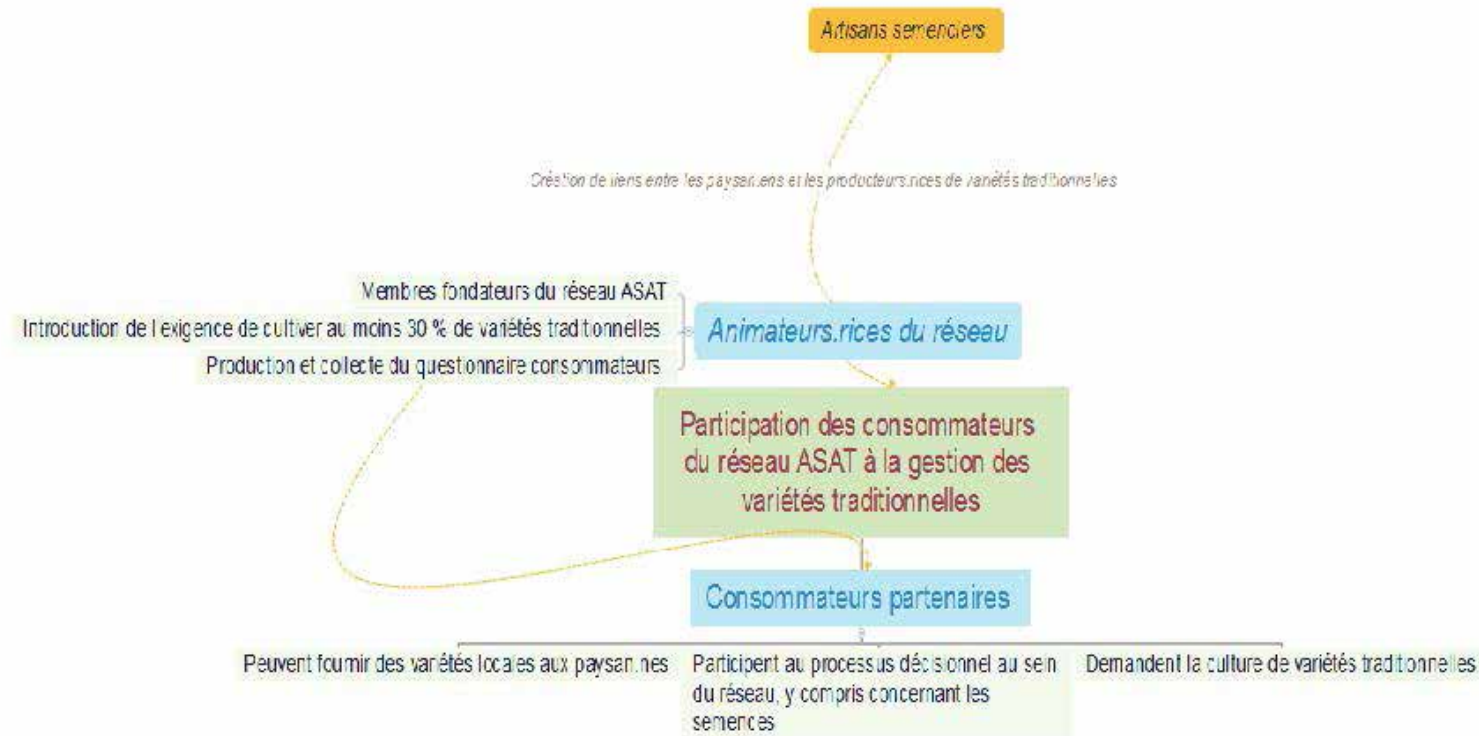 Artisans semenciers
Création de liens entre les paysan.ens et les producteurs.rices de variétés traditionnelles
Membres fondateurs du réseau ASAT
Introduction de l'exigence de cultiver au moins 30 % de variétés traditionnelles
Production et collecte du questionnaire consommateurs
Animateurs.rices du réseau
Participation des consommateurs
du réseau ASAT à la gestion des
variétés traditionnelles
Consommateurs partenaires
Peuvent fournir des variétés locales aux paysan.nes
Participent au processus décisionnel au sein
du réseau, y compris concernant les
semences
Demandent la culture de variétés traditionnelles